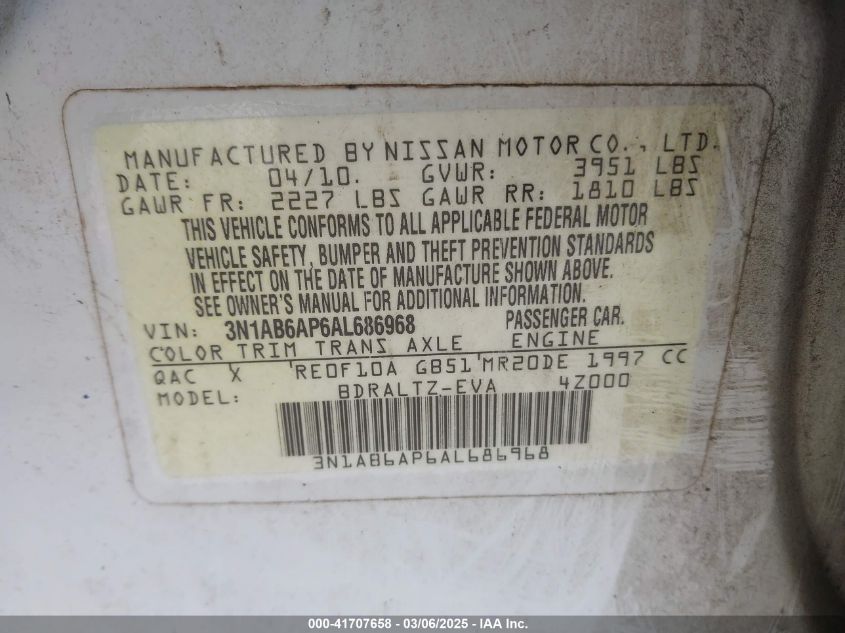 MANUFACTURED BY NISSAN MOTOR CO., LTD.
DATE: 04/10. GVWR: 3951 LBS
GAWR FR: 2227 LBS GAWR RR: 1810 LBS
THIS VEHICLE CONFORMS TO ALL APPLICABLE FEDERAL MOTOR
VEHICLE SAFETY, BUMPER AND THEFT PREVENTION STANDARDS
IN EFFECT ON THE DATE OF MANUFACTURE SHOWN ABOVE.
SEE OWNER'S MANUAL FOR ADDITIONAL INFORMATION.
VIN: 3N1AB6AP6AL686968 PASSENGER CAR.
COLOR TRIM TRANS AXLE ENGINE
QAC X RE0F10A GB51 MR20DE 1997 CC
MODEL: BDRALTZ-EVA 4Z000
3N1AB6AP6AL686968
000-41707658 | 03/06/2025 | IAA Inc.